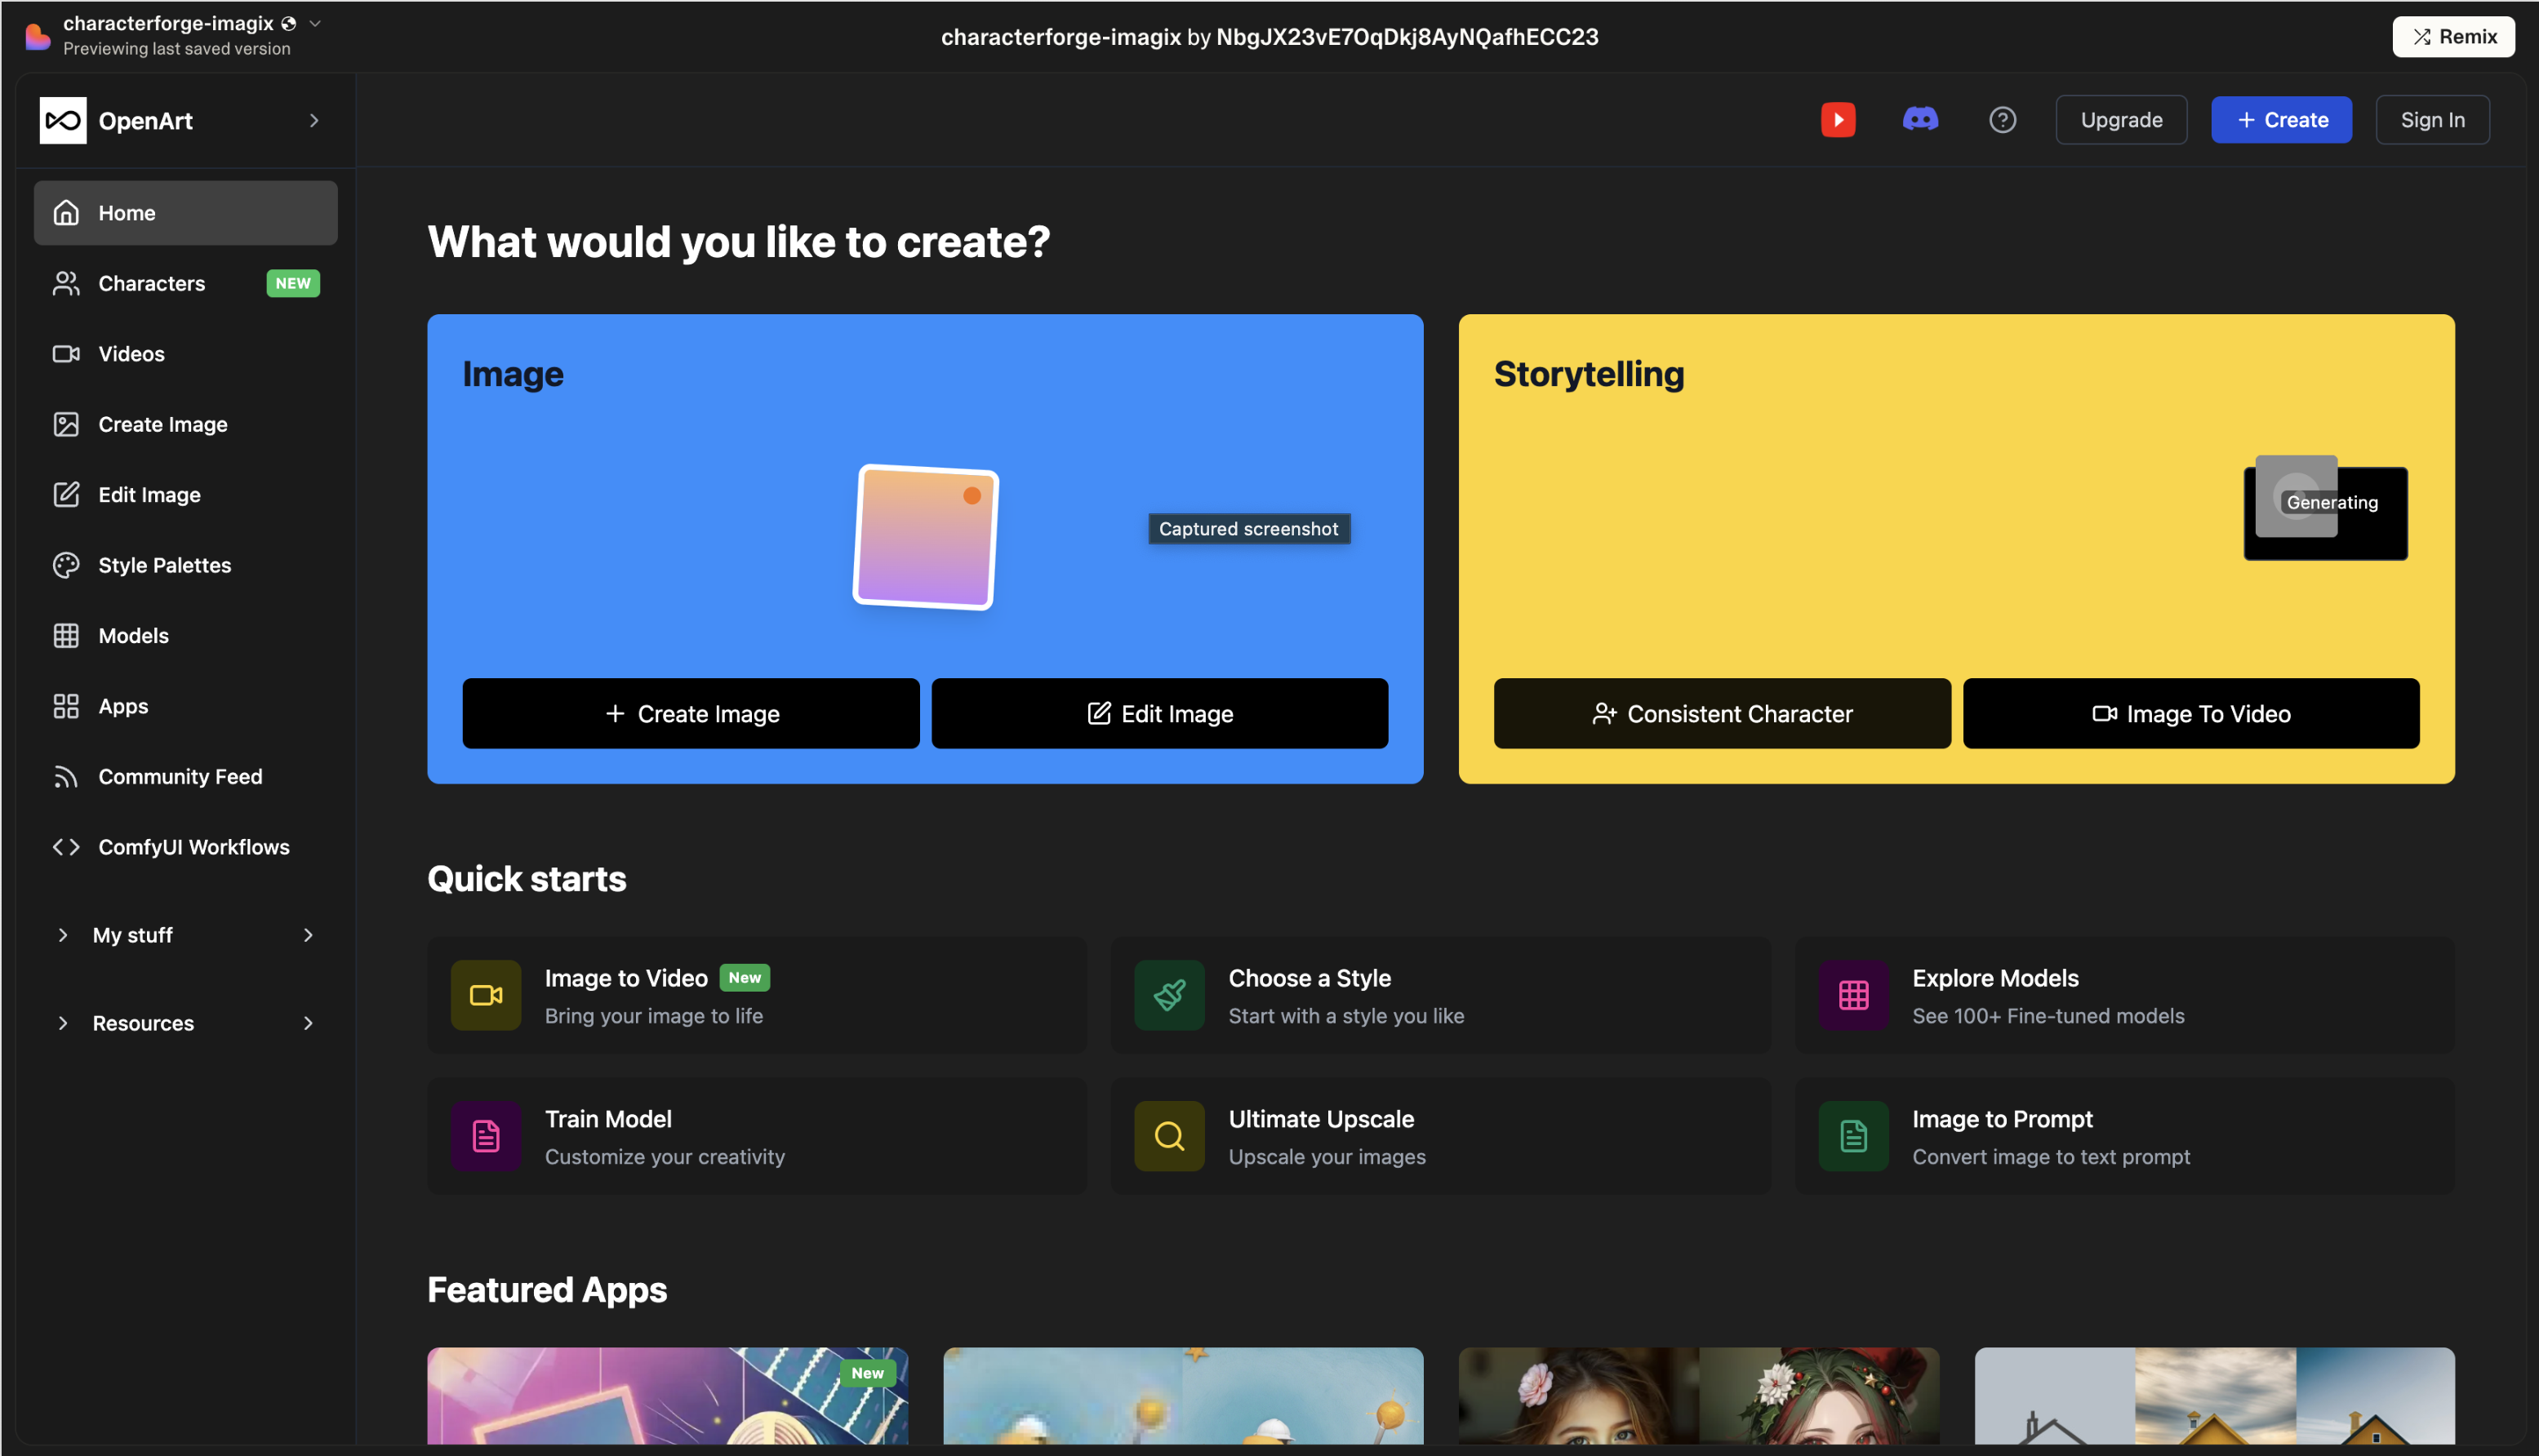 characterforge-imagix
Previewing last saved version
characterforge-imagix by NbgJX23vE7OqDkj8AyNQafhECC23
Remix
OpenArt
Upgrade
+ Create
Sign In
Home
Characters NEW
Videos
Create Image
Edit Image
Style Palettes
Models
Apps
Community Feed
ComfyUI Workflows
My stuff
Resources
What would you like to create?
Image
Captured screenshot
+ Create Image
Edit Image
Storytelling
Generating
Consistent Character
Image To Video
Quick starts
Image to Video New
Bring your image to life
Choose a Style
Start with a style you like
Explore Models
See 100+ Fine-tuned models
Train Model
Customize your creativity
Ultimate Upscale
Upscale your images
Image to Prompt
Convert image to text prompt
Featured Apps
New